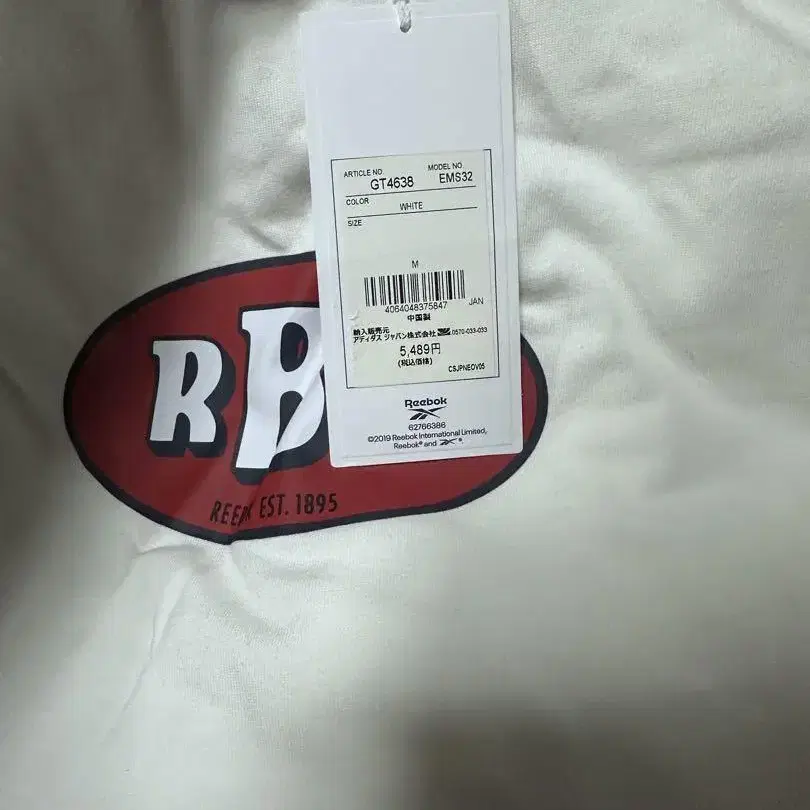 ARTICLE NO.
MODEL NO.
GT4638
EMS32
COLOR
WHITE
SIZE
M
4064048375847
JAN
中国製
輸入販売元
アディダス ジャパン株式会社 ☎0570-033-033
5,489円
(税込価格)
CSJPNEOV05
Reebok
62766386
©2019 Reebok International Limited,
Reebok® and ®.
RB
REEBOK EST. 1895